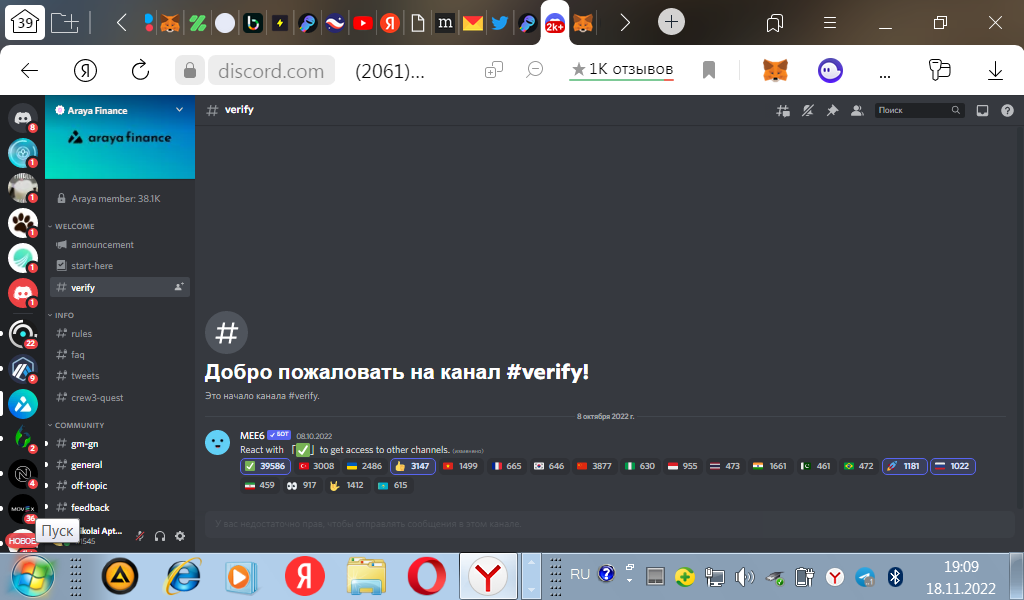 39
2k+
discord.com
(2061)...
★ 1K отзывов
...
Araya Finance
araya finance
# verify
Поиск
8
1
1
1
1
1
22
9
2
4
MOVEX
36
НОВОЕ
Araya member: 38.1K
WELCOME
announcement
start-here
verify
INFO
rules
faq
tweets
crew3-quest
COMMUNITY
gm-gn
general
off-topic
feedback
ikolai Apt...
1545
Пуск
Добро пожаловать на канал #verify!
Это начало канала #verify.
8 октября 2022 г.
MEE6 ✓ БОТ 08.10.2022
React with 「✅」 to get access to other channels. (изменено)
39586 3008 2486 3147 1499 665 646 3877 630 955 473 1661 461 472 1181 1022
459 917 1412 615
У вас недостаточно прав, чтобы отправлять сообщения в этом канале.
RU
19:09
18.11.2022